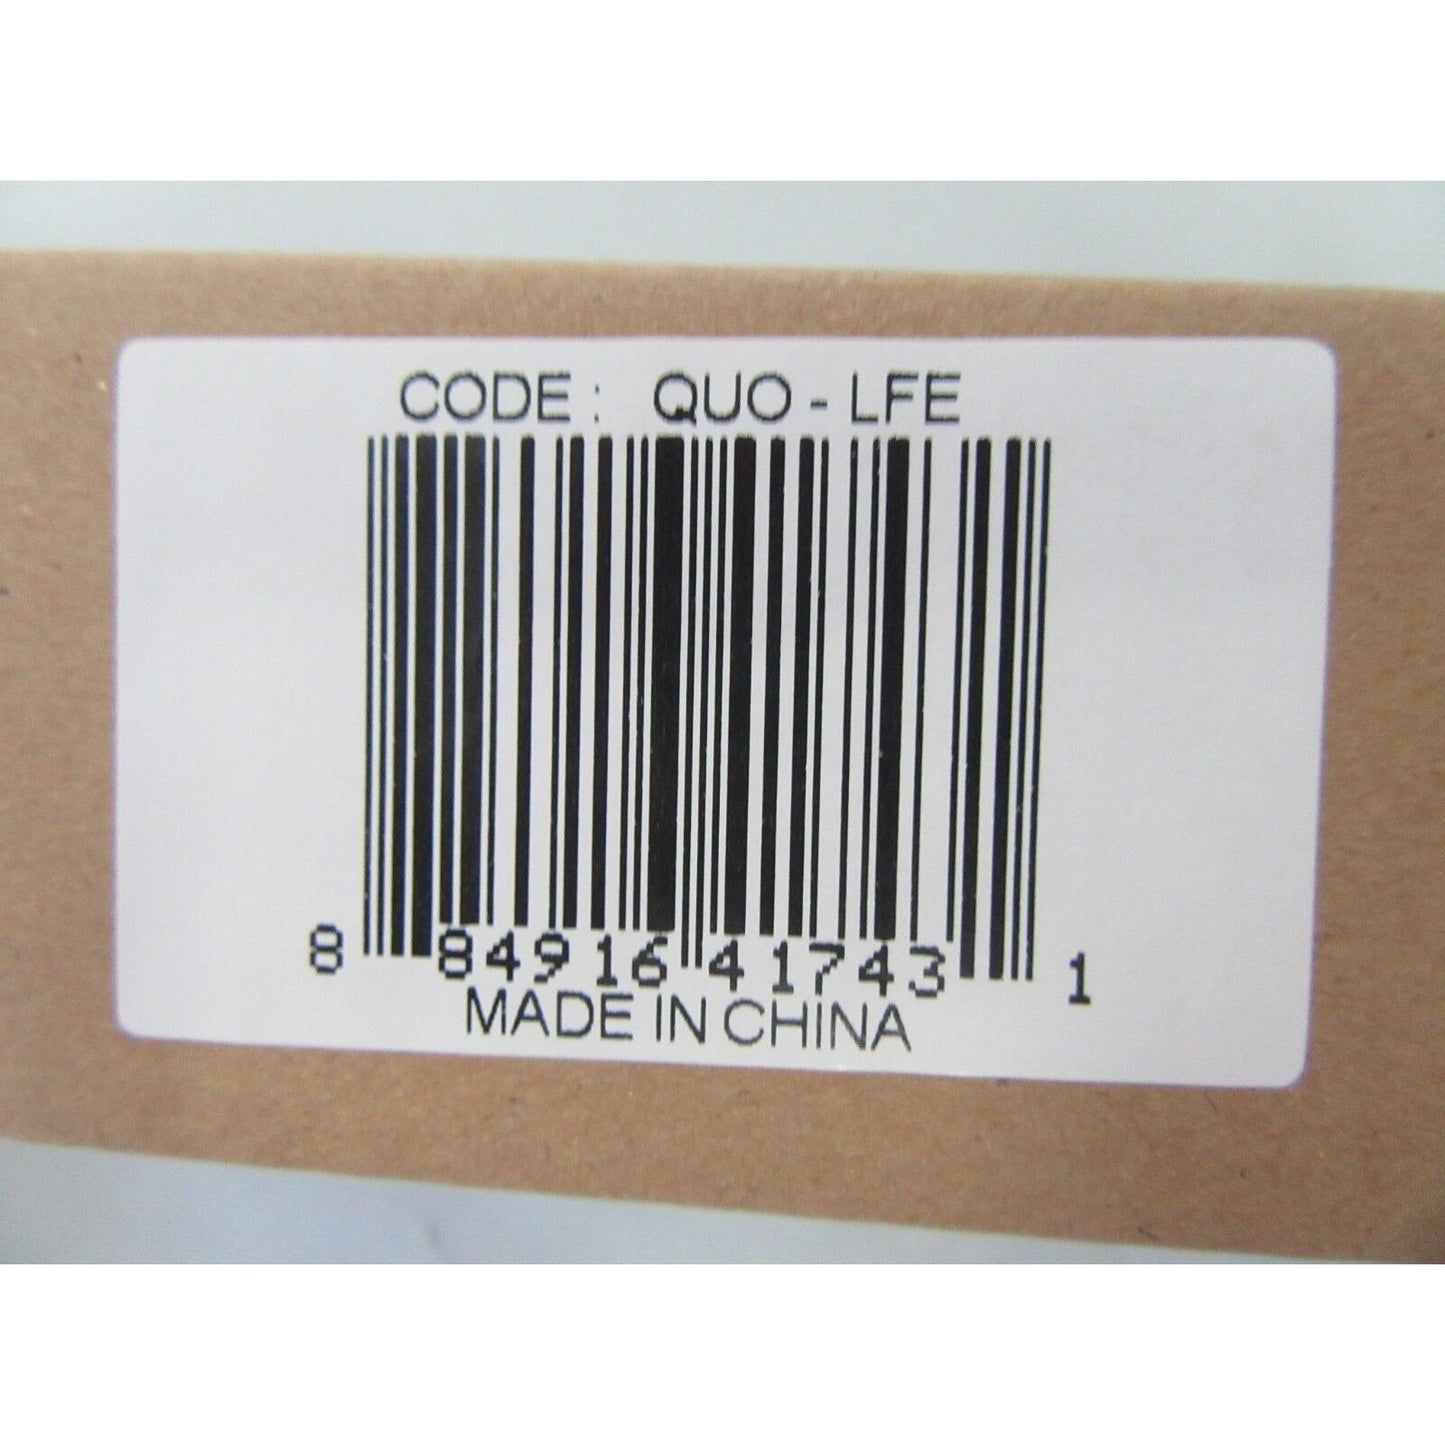 CODE : QUO - LFE
8 84916 41743 1
MADE IN CHINA